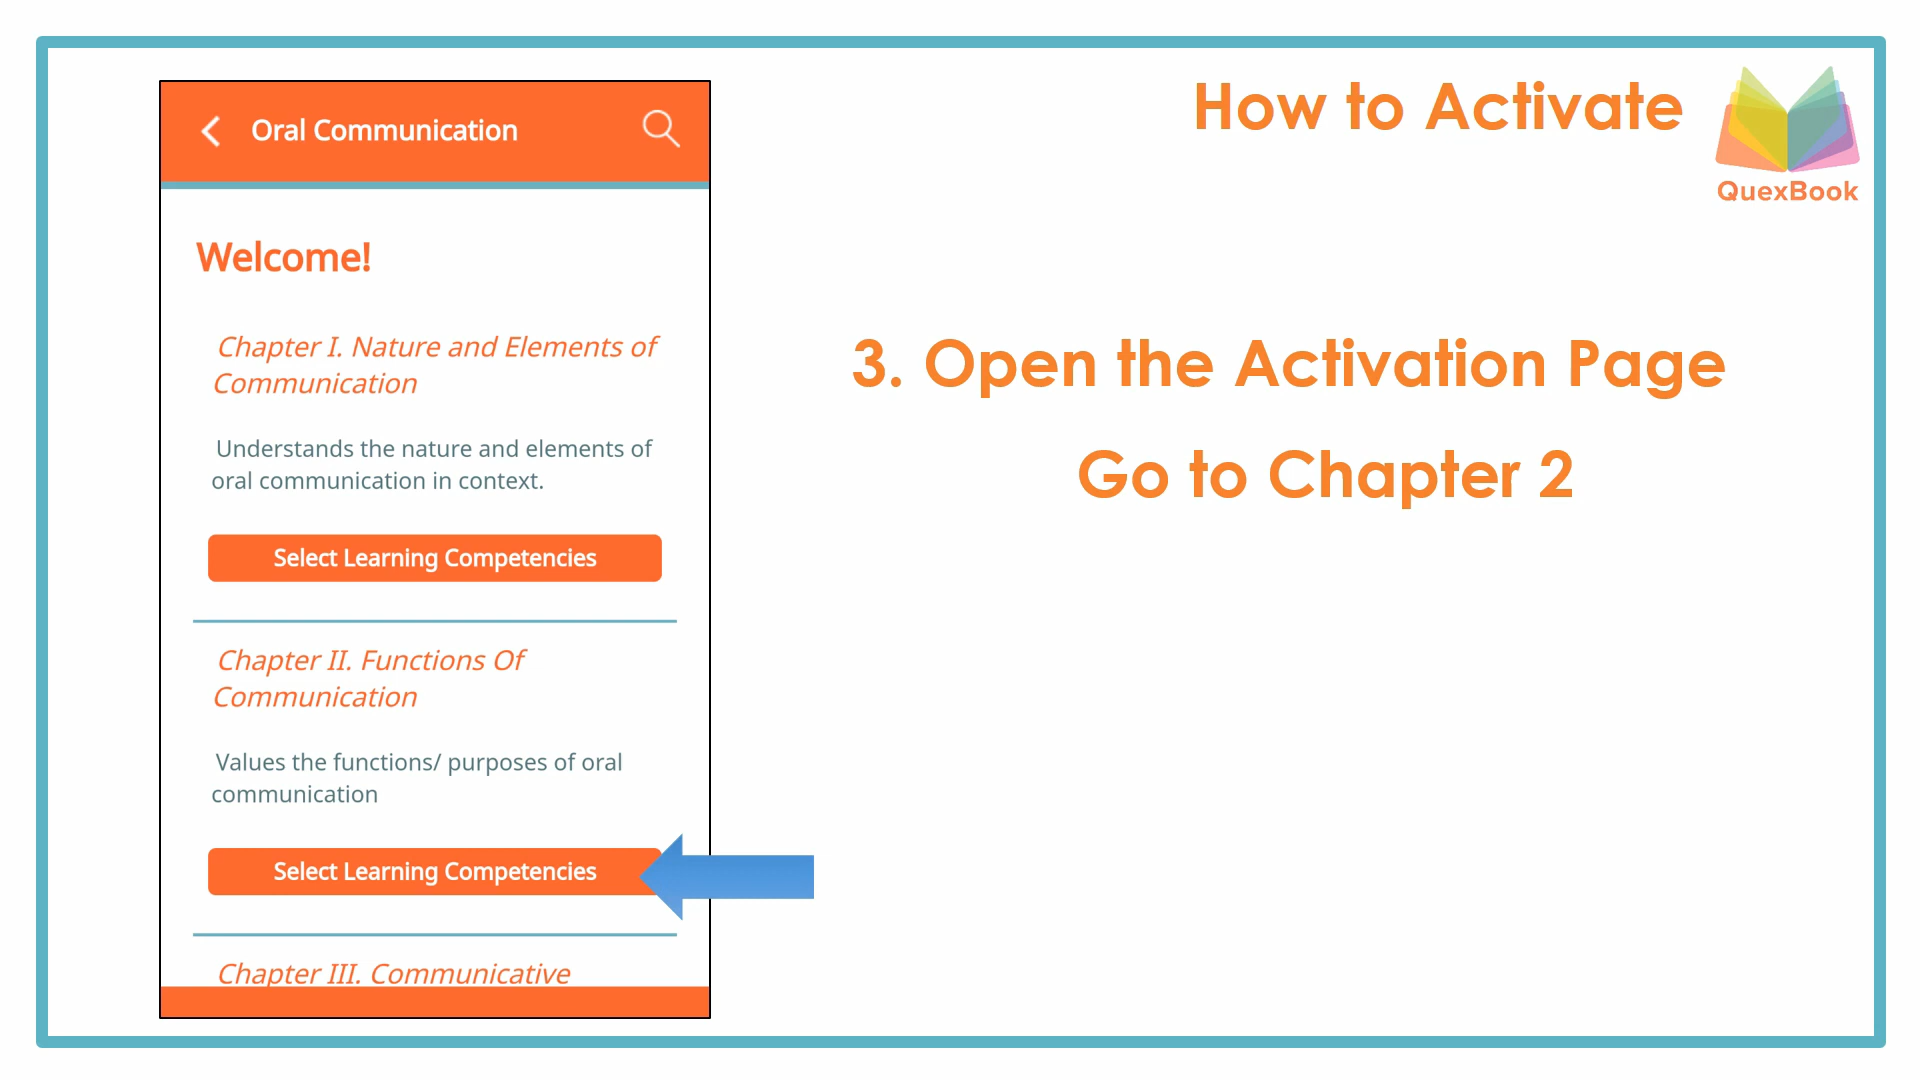 Oral Communication
Welcome!
Chapter I. Nature and Elements of
Communication
Understands the nature and elements of
oral communication in context.
Select Learning Competencies
Chapter II. Functions Of
Communication
Values the functions/ purposes of oral
communication
Select Learning Competencies
Chapter III. Communicative
How to Activate
QuexBook
3. Open the Activation Page
Go to Chapter 2